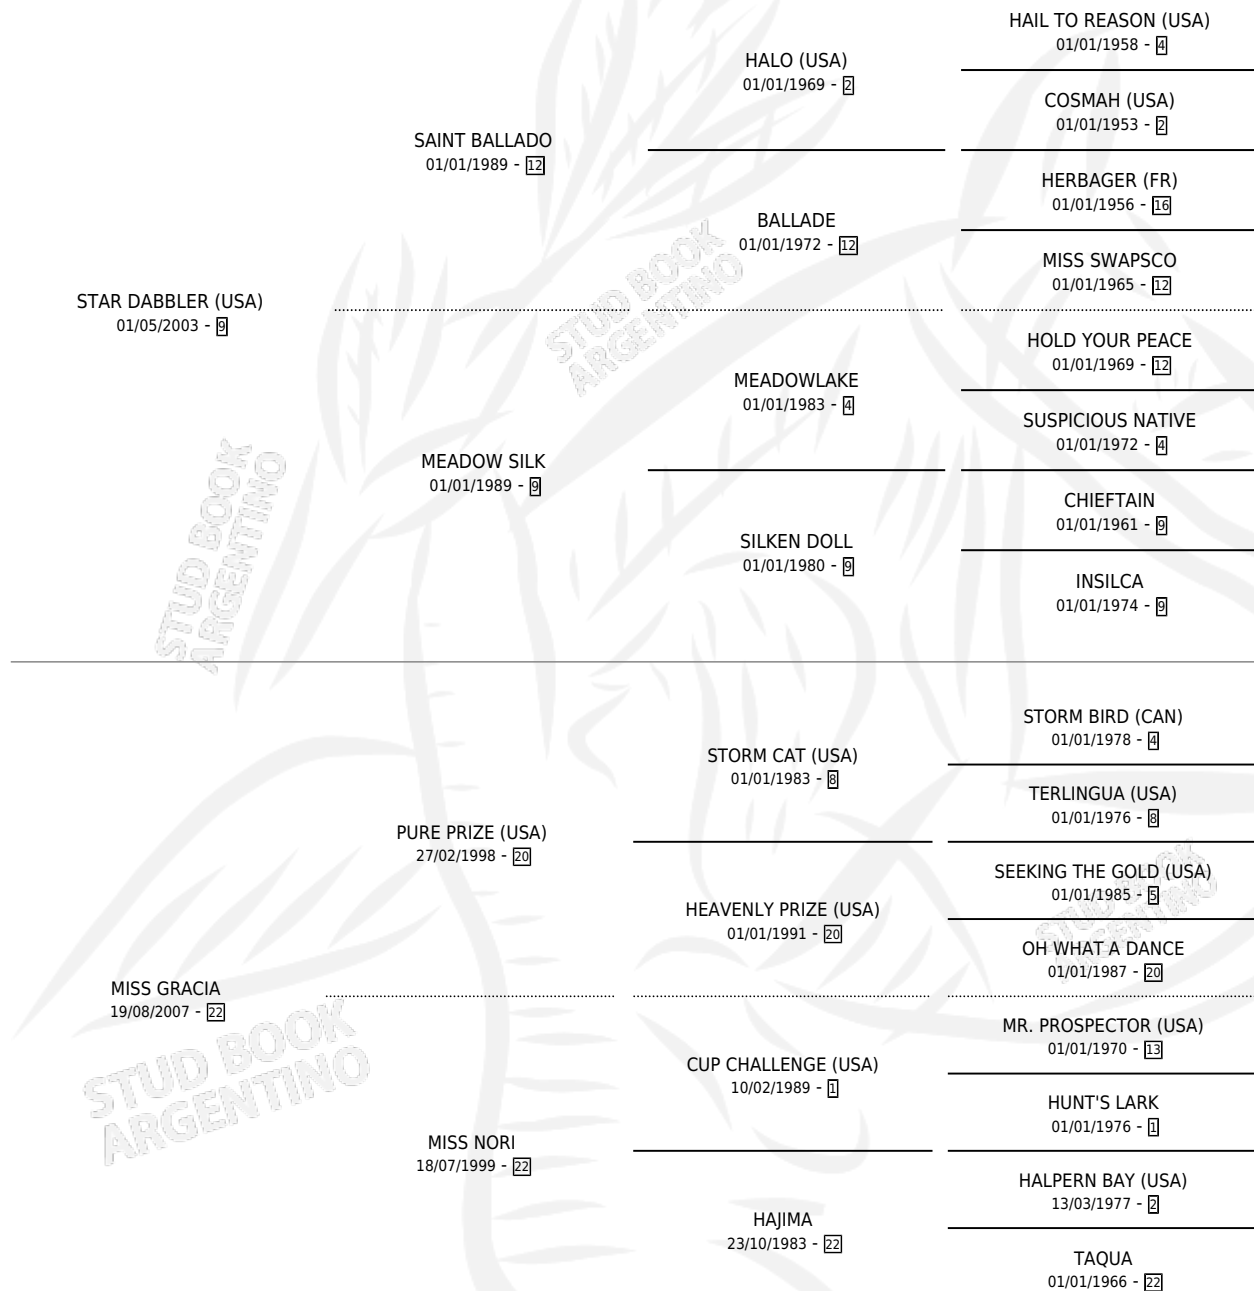 HAIL TO REASON (USA)
01/01/1958 - 4
HALO (USA)
01/01/1969 - 2
COSMAH (USA)
01/01/1953 - 2
SAINT BALLADO
01/01/1989 - 12
HERBAGER (FR)
01/01/1956 - 16
BALLADE
01/01/1972 - 12
MISS SWAPSCO
01/01/1965 - 12
STAR DABBLER (USA)
01/05/2003 - 9
HOLD YOUR PEACE
01/01/1969 - 12
MEADOWLAKE
01/01/1983 - 4
SUSPICIOUS NATIVE
01/01/1972 - 4
MEADOW SILK
01/01/1989 - 9
CHIEFTAIN
01/01/1961 - 9
SILKEN DOLL
01/01/1980 - 9
INSILCA
01/01/1974 - 9
STORM BIRD (CAN)
01/01/1978 - 4
STORM CAT (USA)
01/01/1983 - 8
TERLINGUA (USA)
01/01/1976 - 8
PURE PRIZE (USA)
27/02/1998 - 20
SEEKING THE GOLD (USA)
01/01/1985 - 5
HEAVENLY PRIZE (USA)
01/01/1991 - 20
OH WHAT A DANCE
01/01/1987 - 20
MISS GRACIA
19/08/2007 - 22
MR. PROSPECTOR (USA)
01/01/1970 - 13
CUP CHALLENGE (USA)
10/02/1989 - 1
HUNT'S LARK
01/01/1976 - 1
MISS NORI
18/07/1999 - 22
HALPERN BAY (USA)
13/03/1977 - 2
HAJIMA
23/10/1983 - 22
TAQUA
01/01/1966 - 22
STUD BOOK
ARGENTINO
STUD BOOK
ARGENTINO
STUD BOOK
ARGENTINO
STUD BOOK
ARGENTINO